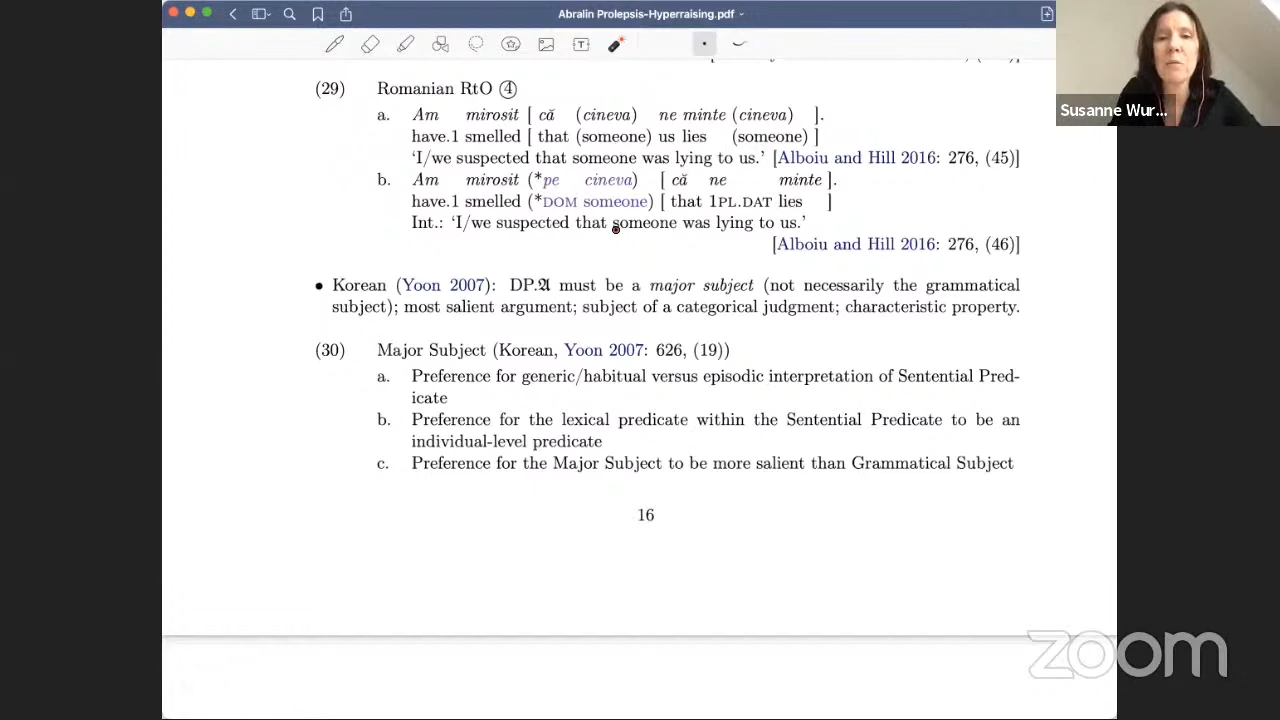 Abralin Prolepsis-Hyperraising.pdf
Susanne Wur...
(29) Romanian RtO ④
a. Am mirosit [ că (cineva) ne minte (cineva) ].
have.1 smelled [ that (someone) us lies (someone) ]
‘I/we suspected that someone was lying to us.’ [Alboiu and Hill 2016: 276, (45)]
b. Am mirosit (*pe cineva) [ că ne minte ].
have.1 smelled (*DOM someone) [ that 1PL.DAT lies ]
Int.: ‘I/we suspected that someone was lying to us.’
[Alboiu and Hill 2016: 276, (46)]
• Korean (Yoon 2007): DP.𝕬 must be a major subject (not necessarily the grammatical
subject); most salient argument; subject of a categorical judgment; characteristic property.
(30) Major Subject (Korean, Yoon 2007: 626, (19))
a. Preference for generic/habitual versus episodic interpretation of Sentential Pred-
icate
b. Preference for the lexical predicate within the Sentential Predicate to be an
individual-level predicate
c. Preference for the Major Subject to be more salient than Grammatical Subject
16
zoom